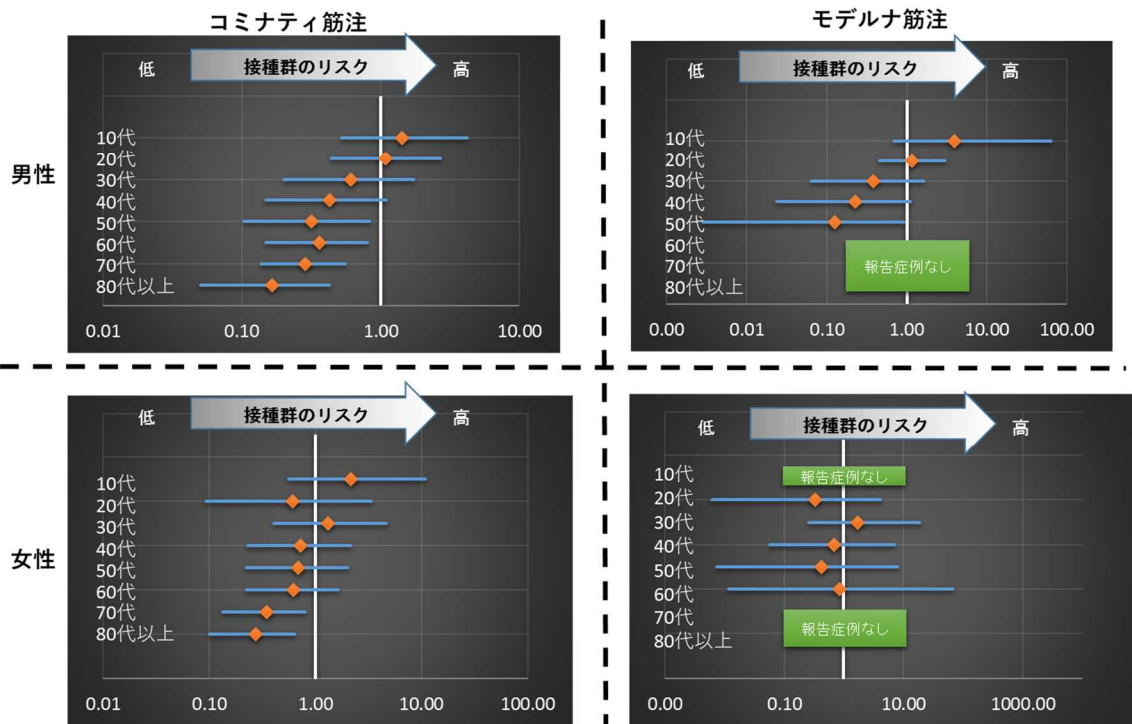 コミナティ筋注
モデルナ筋注
男性
低 接種群のリスク 高
10代
20代
30代
40代
50代
60代
70代
80代以上
0.01 0.10 1.00 10.00
低 接種群のリスク 高
10代
20代
30代
40代
50代
60代
70代
80代以上
報告症例なし
0.00 0.01 0.10 1.00 10.00 100.00
女性
低 接種群のリスク 高
10代
20代
30代
40代
50代
60代
70代
80代以上
0.01 0.10 1.00 10.00 100.00
低 接種群のリスク 高
10代 報告症例なし
20代
30代
40代
50代
60代
70代
80代以上
報告症例なし
0.00 0.10 10.00 1000.00